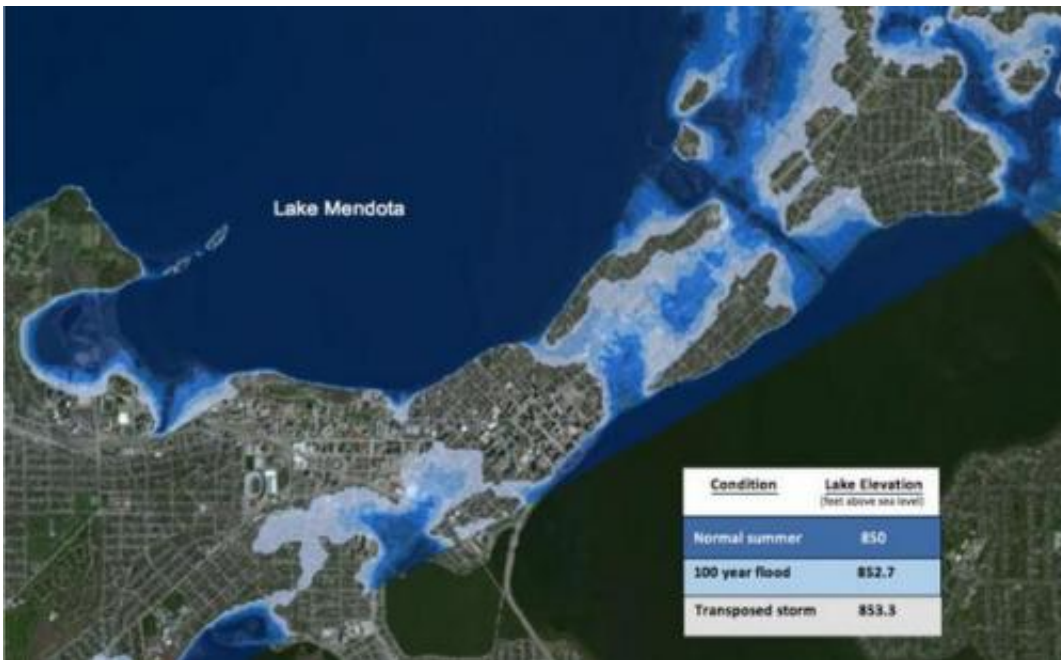 Lake Mendota
Condition Lake Elevation
(feet above sea level)
Normal summer 850
100 year flood 852.7
Transposed storm 853.3